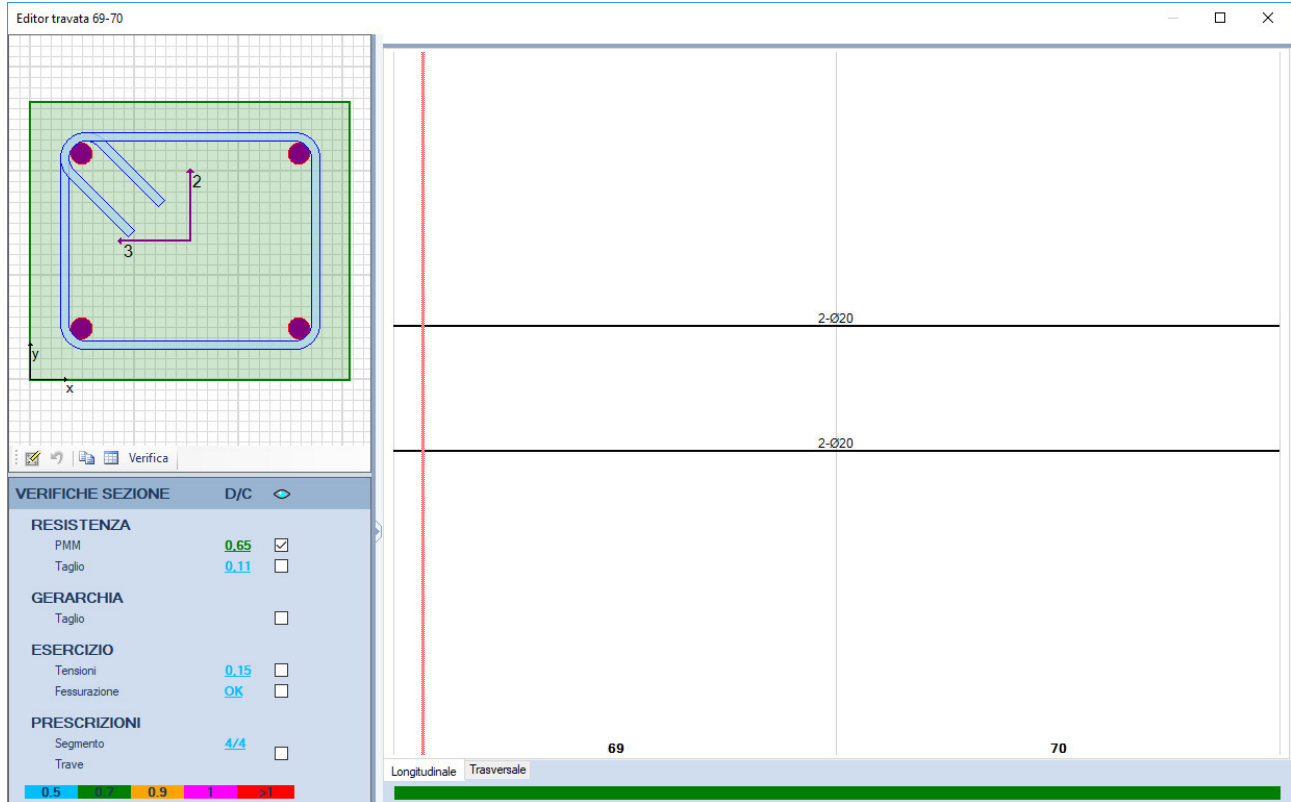 Editor travata 69-70
2
3
y
x
Verifica
VERIFICHE SEZIONE D/C
RESISTENZA
PMM 0,65
Taglio 0,11
GERARCHIA
Taglio
ESERCIZIO
Tensioni 0,15
Fessurazione OK
PRESCRIZIONI
Segmento 4/4
Trave
0.5 0.7 0.9 1 >1
2-Ø20
2-Ø20
69 70
Longitudinale Trasversale